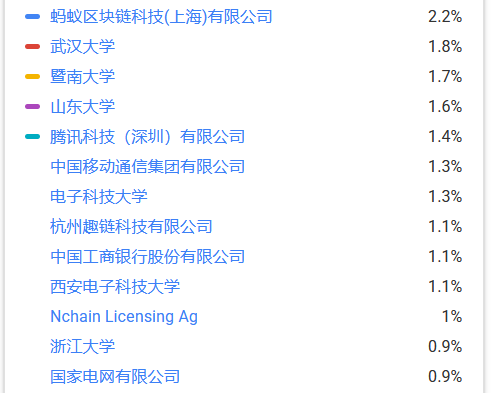 蚂蚁区块链科技(上海)有限公司 2.2%
武汉大学 1.8%
暨南大学 1.7%
山东大学 1.6%
腾讯科技（深圳）有限公司 1.4%
中国移动通信集团有限公司 1.3%
电子科技大学 1.3%
杭州趣链科技有限公司 1.1%
中国工商银行股份有限公司 1.1%
西安电子科技大学 1.1%
Nchain Licensing Ag 1%
浙江大学 0.9%
国家电网有限公司 0.9%